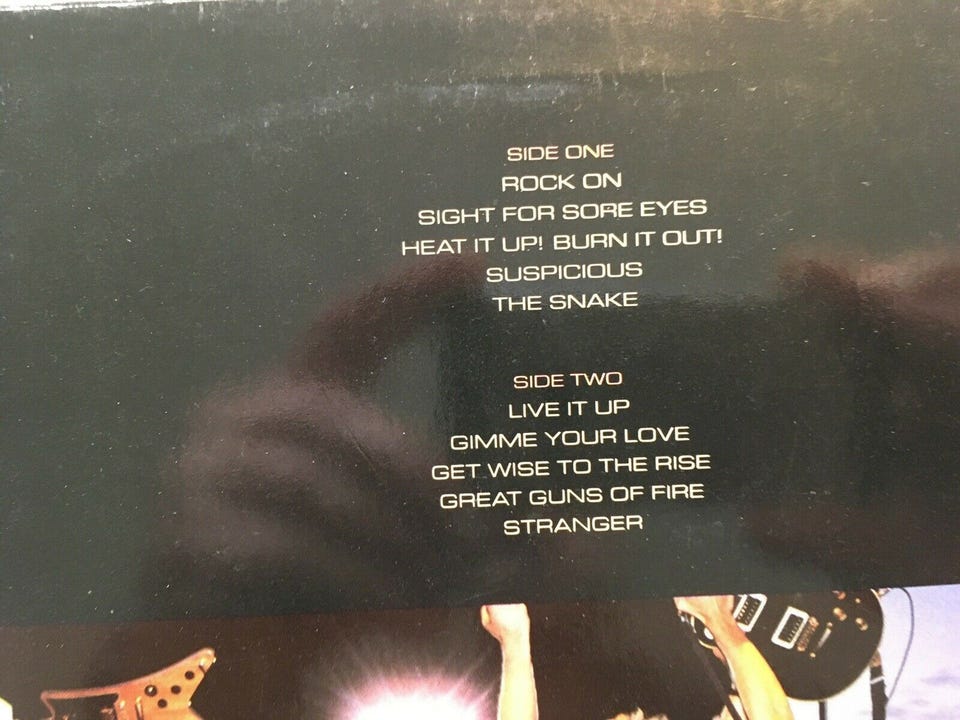 SIDE ONE
ROCK ON
SIGHT FOR SORE EYES
HEAT IT UP! BURN IT OUT!
SUSPICIOUS
THE SNAKE
SIDE TWO
LIVE IT UP
GIMME YOUR LOVE
GET WISE TO THE RISE
GREAT GUNS OF FIRE
STRANGER